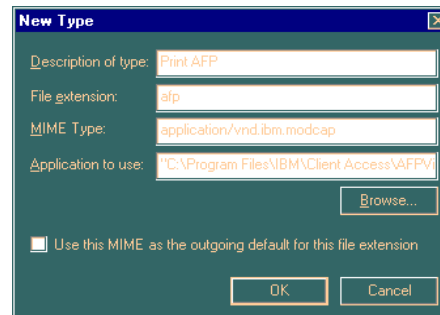 New Type
Description of type: Print AFP
File extension: afp
MIME Type: application/vnd.ibm.modcap
Application to use: "C:\Program Files\IBM\Client Access\AFPVi
Browse...
Use this MIME as the outgoing default for this file extension
OK Cancel